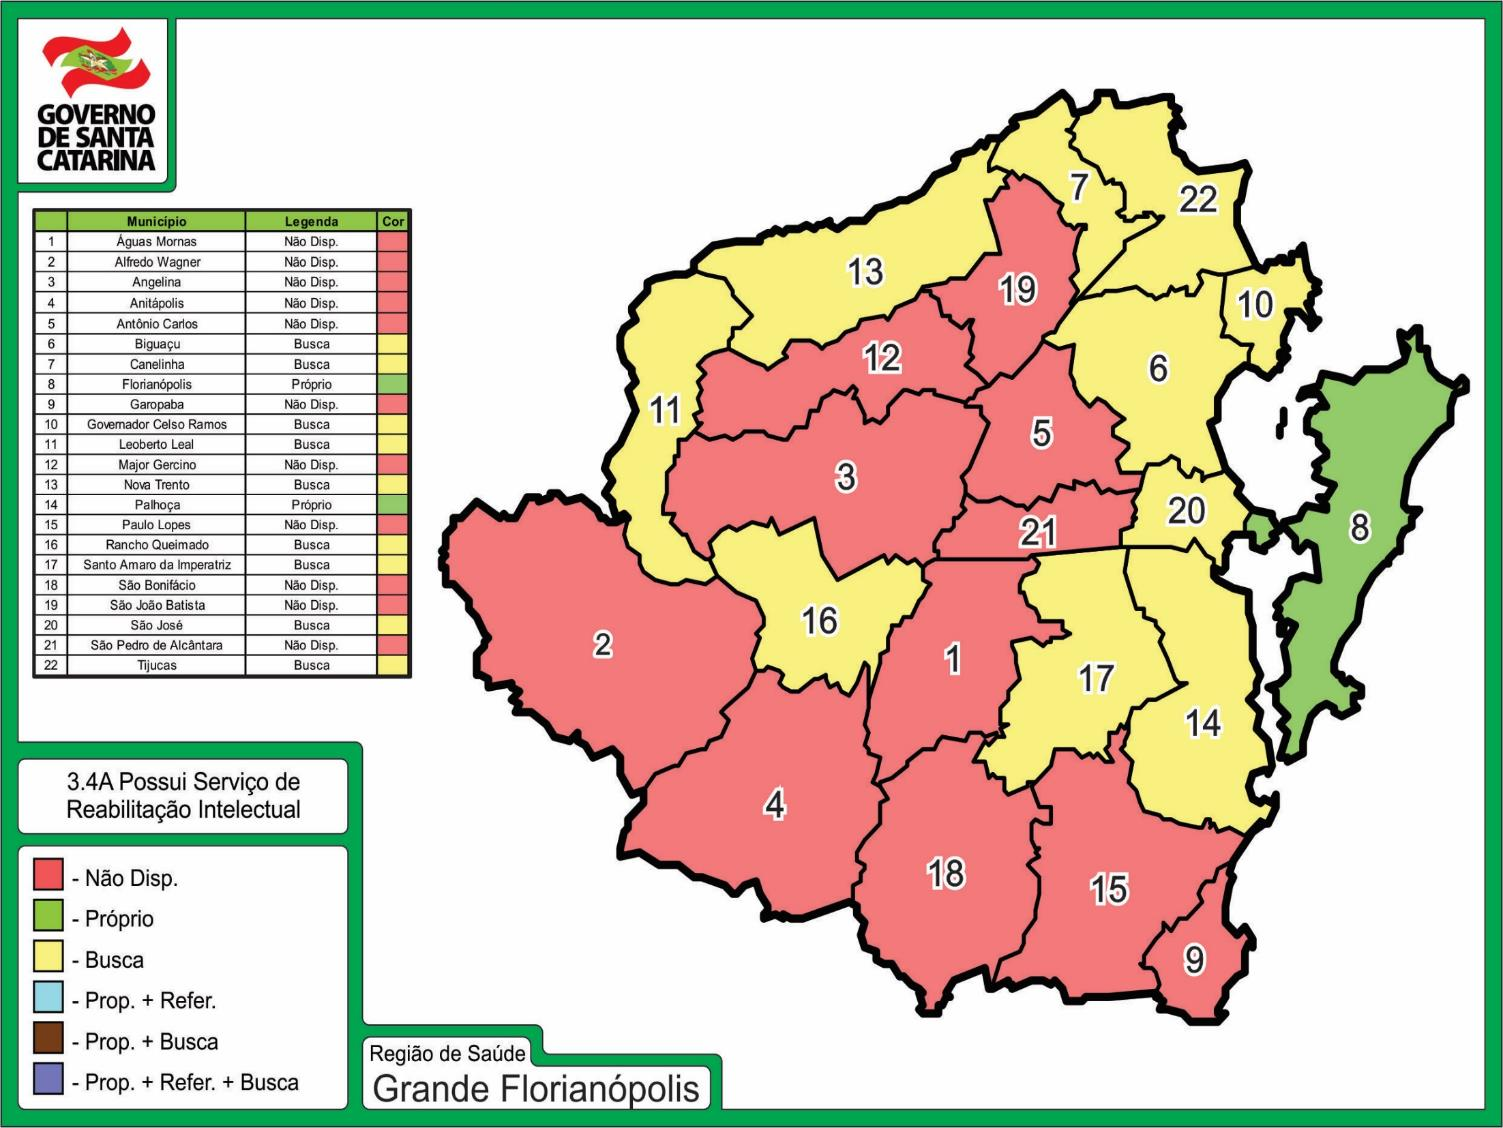 GOVERNO
DE SANTA
CATARINA
Município Legenda Cor
1 Águas Mornas Não Disp.
2 Alfredo Wagner Não Disp.
3 Angelina Não Disp.
4 Anitápolis Não Disp.
5 Antônio Carlos Não Disp.
6 Biguaçu Busca
7 Canelinha Busca
8 Florianópolis Próprio
9 Garopaba Não Disp.
10 Governador Celso Ramos Busca
11 Leoberto Leal Busca
12 Major Gercino Não Disp.
13 Nova Trento Busca
14 Palhoça Próprio
15 Paulo Lopes Não Disp.
16 Rancho Queimado Busca
17 Santo Amaro da Imperatriz Busca
18 São Bonifácio Não Disp.
19 São João Batista Não Disp.
20 São José Busca
21 São Pedro de Alcântara Não Disp.
22 Tijucas Busca
7
22
13
19
10
12
6
11
5
3
20
21
8
16
2
1
17
14
4
18
15
9
3.4A Possui Serviço de
Reabilitação Intelectual
- Não Disp.
- Próprio
- Busca
- Prop. + Refer.
- Prop. + Busca
- Prop. + Refer. + Busca
Região de Saúde
Grande Florianópolis